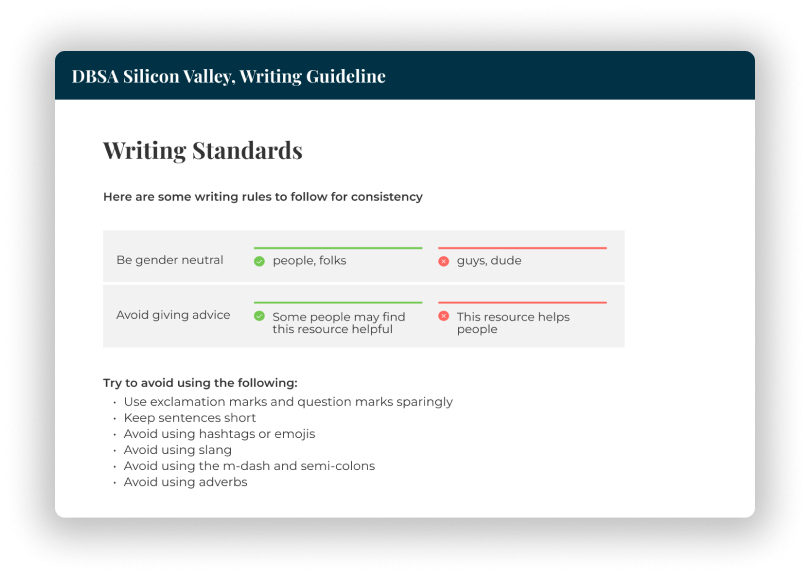 DBSA Silicon Valley, Writing Guideline
Writing Standards
Here are some writing rules to follow for consistency
Be gender neutral
people, folks
guys, dude
Avoid giving advice
Some people may find
this resource helpful
This resource helps
people
Try to avoid using the following:
• Use exclamation marks and question marks sparingly
• Keep sentences short
• Avoid using hashtags or emojis
• Avoid using slang
• Avoid using the m-dash and semi-colons
• Avoid using adverbs